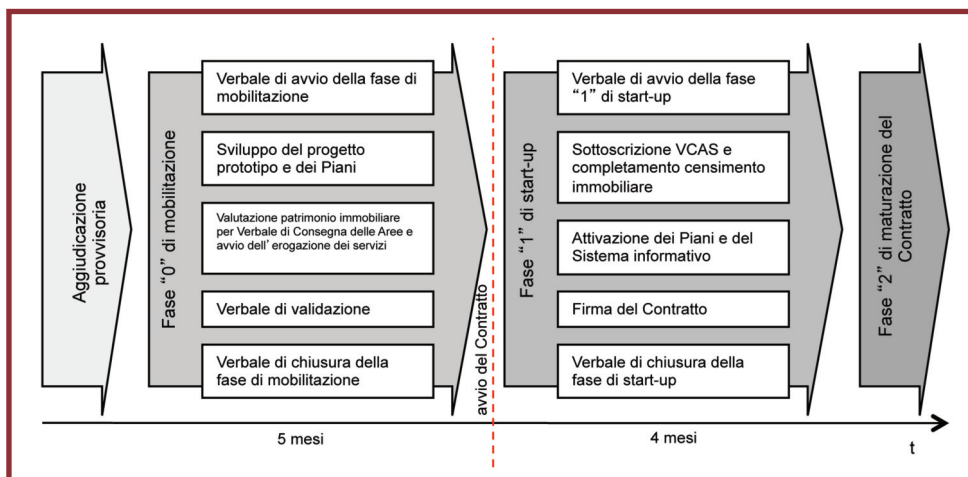 Aggiudicazione
provvisoria
Fase “0” di mobilitazione
Verbale di avvio della fase di
mobilitazione
Sviluppo del progetto
prototipo e dei Piani
Valutazione patrimonio immobiliare
per Verbale di Consegna delle Aree e
avvio dell’erogazione dei servizi
Verbale di validazione
Verbale di chiusura della
fase di mobilitazione
avvio del Contratto
Fase “1” di start-up
Verbale di avvio della fase
“1” di start-up
Sottoscrizione VCAS e
completamento censimento
immobiliare
Attivazione dei Piani e del
Sistema informativo
Firma del Contratto
Verbale di chiusura della
fase di start-up
Fase “2” di maturazione del
Contratto
5 mesi
4 mesi
t